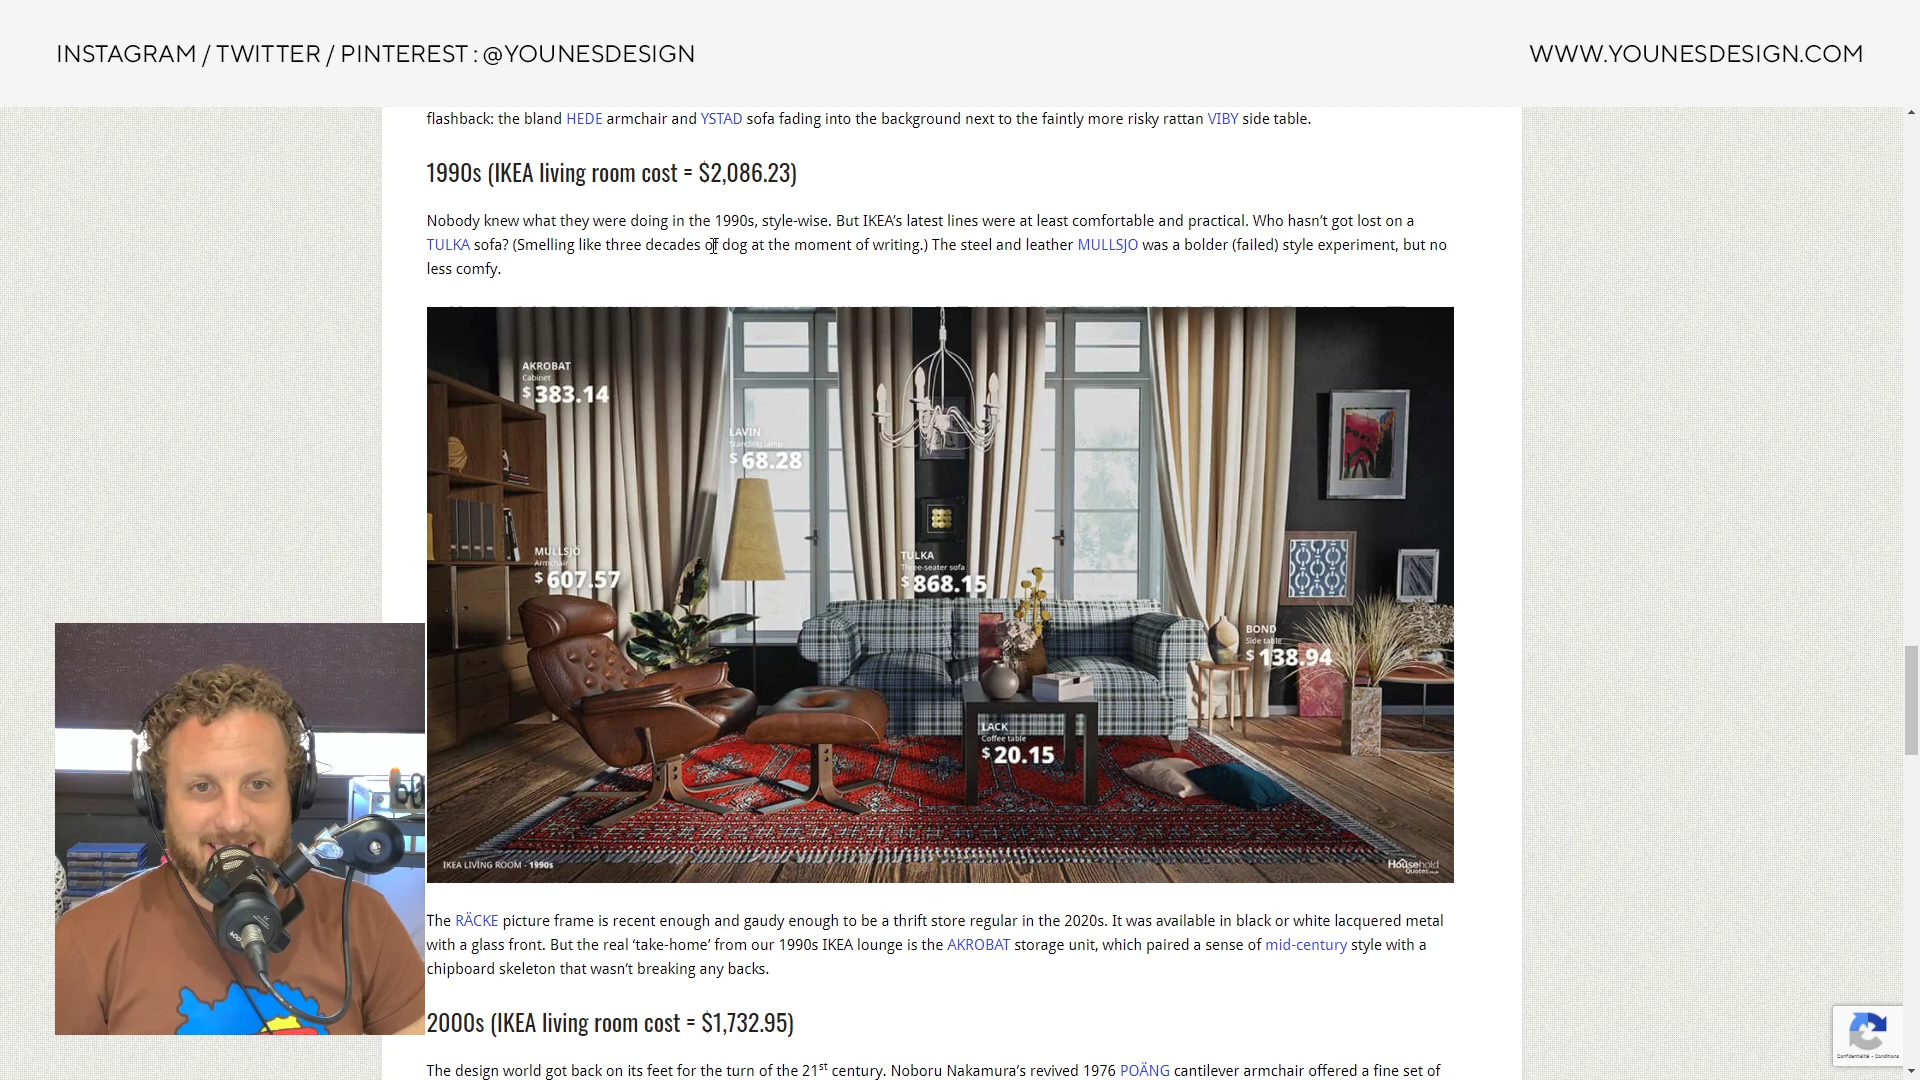 INSTAGRAM / TWITTER / PINTEREST : @YOUNESDESIGN
WWW.YOUNESDESIGN.COM
flashback: the bland HEDE armchair and YSTAD sofa fading into the background next to the faintly more risky rattan VIBY side table.
1990s (IKEA living room cost = $2,086.23)
Nobody knew what they were doing in the 1990s, style-wise. But IKEA’s latest lines were at least comfortable and practical. Who hasn’t got lost on a
TULKA sofa? (Smelling like three decades of dog at the moment of writing.) The steel and leather MULLSJO was a bolder (failed) style experiment, but no
less comfy.
AKROBAT
Cabinet
$ 383.14
LAVIN
Standing lamp
$ 68.28
MULLSJÖ
Armchair
$ 607.57
TULKA
Three-seater sofa
$ 868.15
BOND
Side table
$ 138.94
LACK
Coffee table
$ 20.15
IKEA LIVING ROOM - 1990s
Household
Quotes.co.uk
The RÄCKE picture frame is recent enough and gaudy enough to be a thrift store regular in the 2020s. It was available in black or white lacquered metal
with a glass front. But the real ‘take-home’ from our 1990s IKEA lounge is the AKROBAT storage unit, which paired a sense of mid-century style with a
chipboard skeleton that wasn’t breaking any backs.
2000s (IKEA living room cost = $1,732.95)
The design world got back on its feet for the turn of the 21st century. Noboru Nakamura’s revived 1976 POÄNG cantilever armchair offered a fine set of
Confidentialité - Conditions